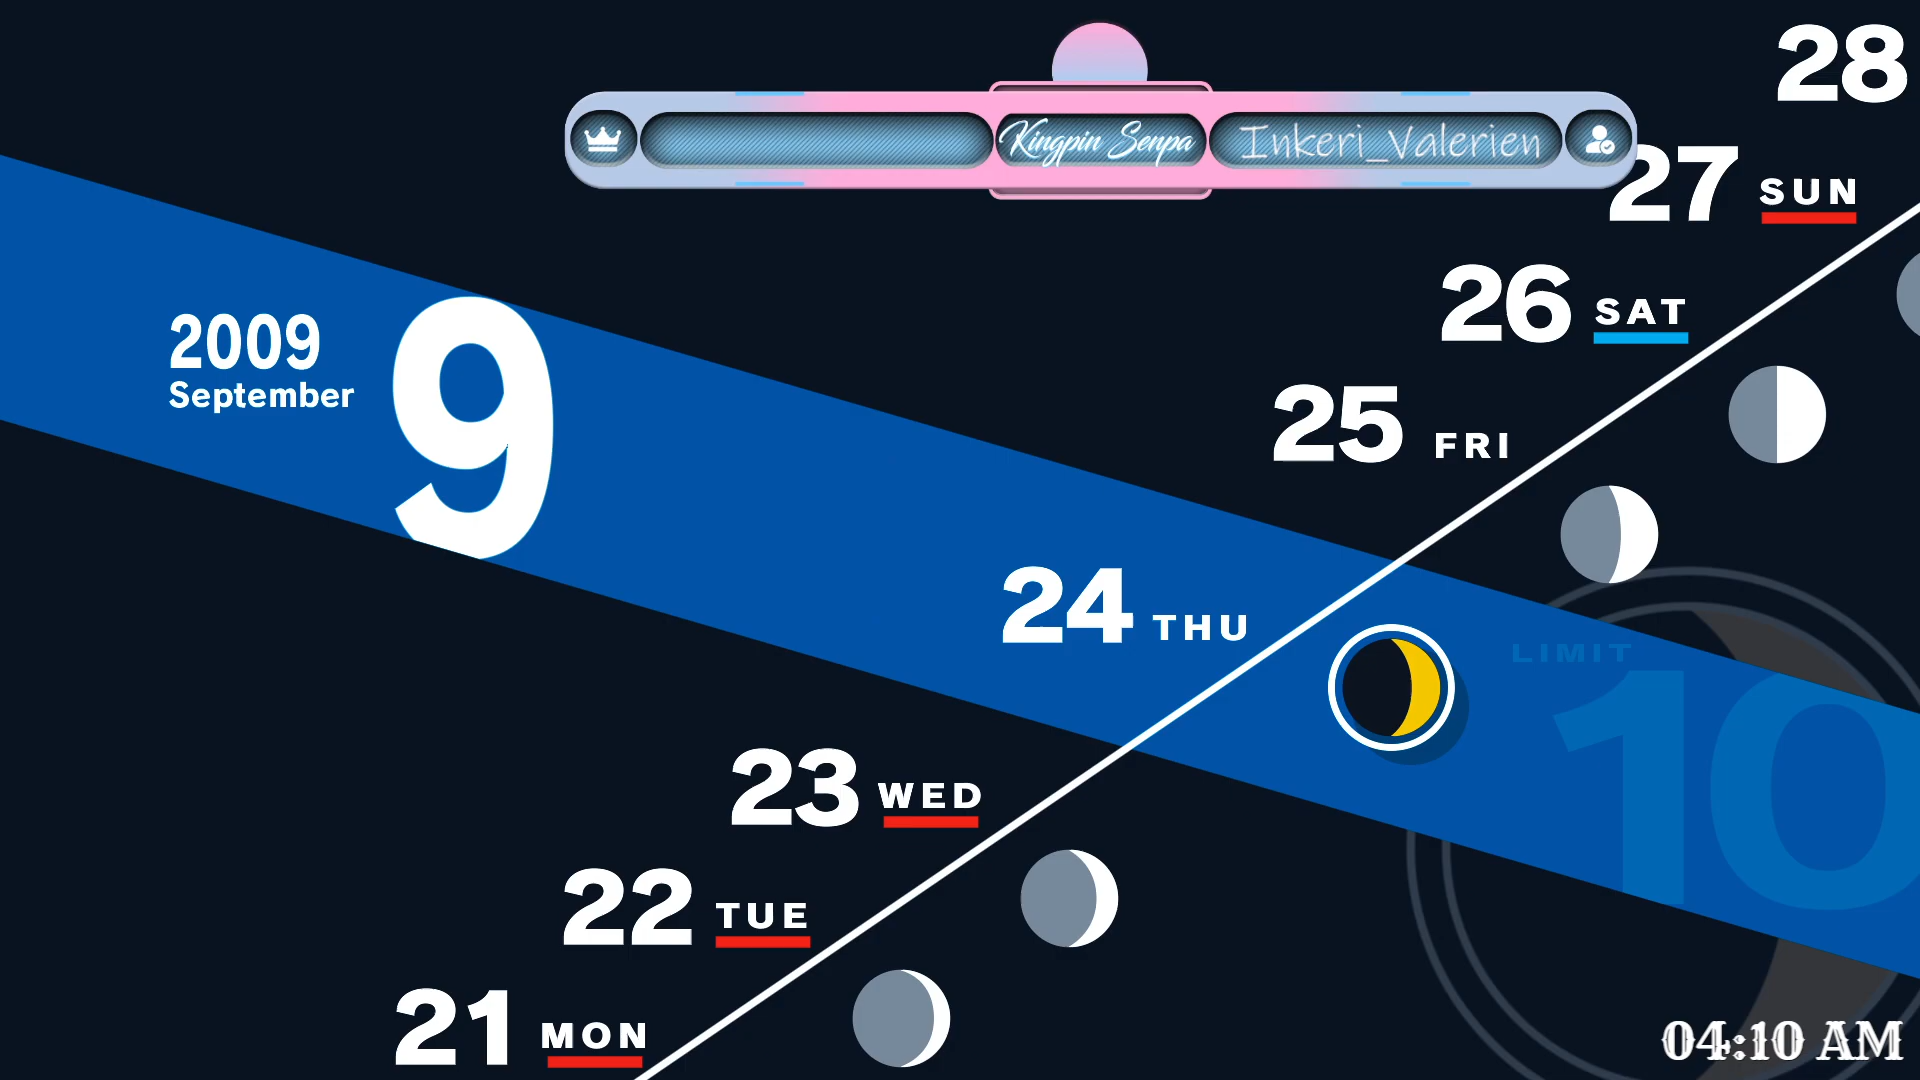 28
Kingpin Senpa
Inkeri_Valerien
27 SUN
26 SAT
2009
September
9
25 FRI
24 THU
LIMIT
10
23 WED
22 TUE
21 MON
04:10 AM